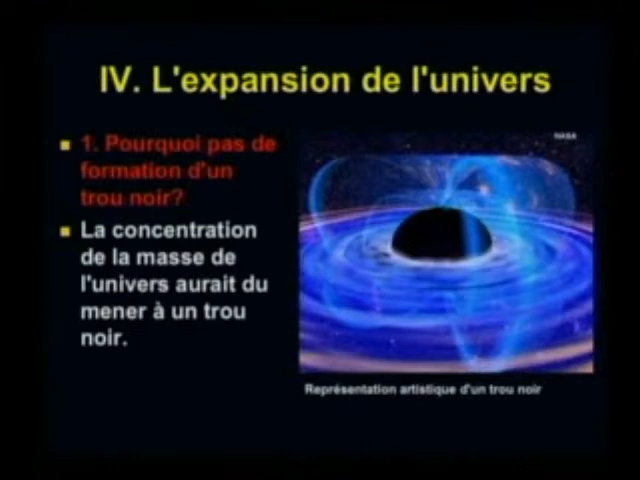 IV. L'expansion de l'univers
1. Pourquoi pas de
formation d'un
trou noir?
La concentration
de la masse de
l'univers aurait du
mener à un trou
noir.
NASA
Représentation artistique d'un trou noir